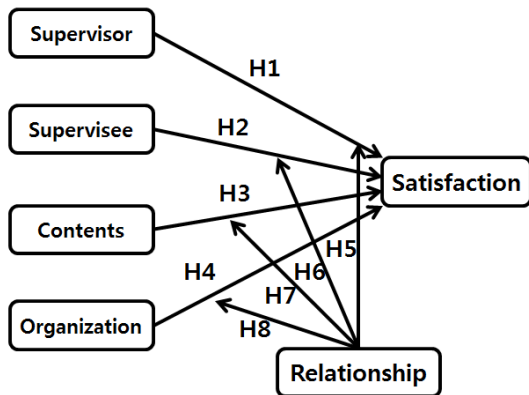 Supervisor
H1
Supervisee
H2
Satisfaction
H3
Contents
H5
H4
H6
H7
Organization
H8
Relationship